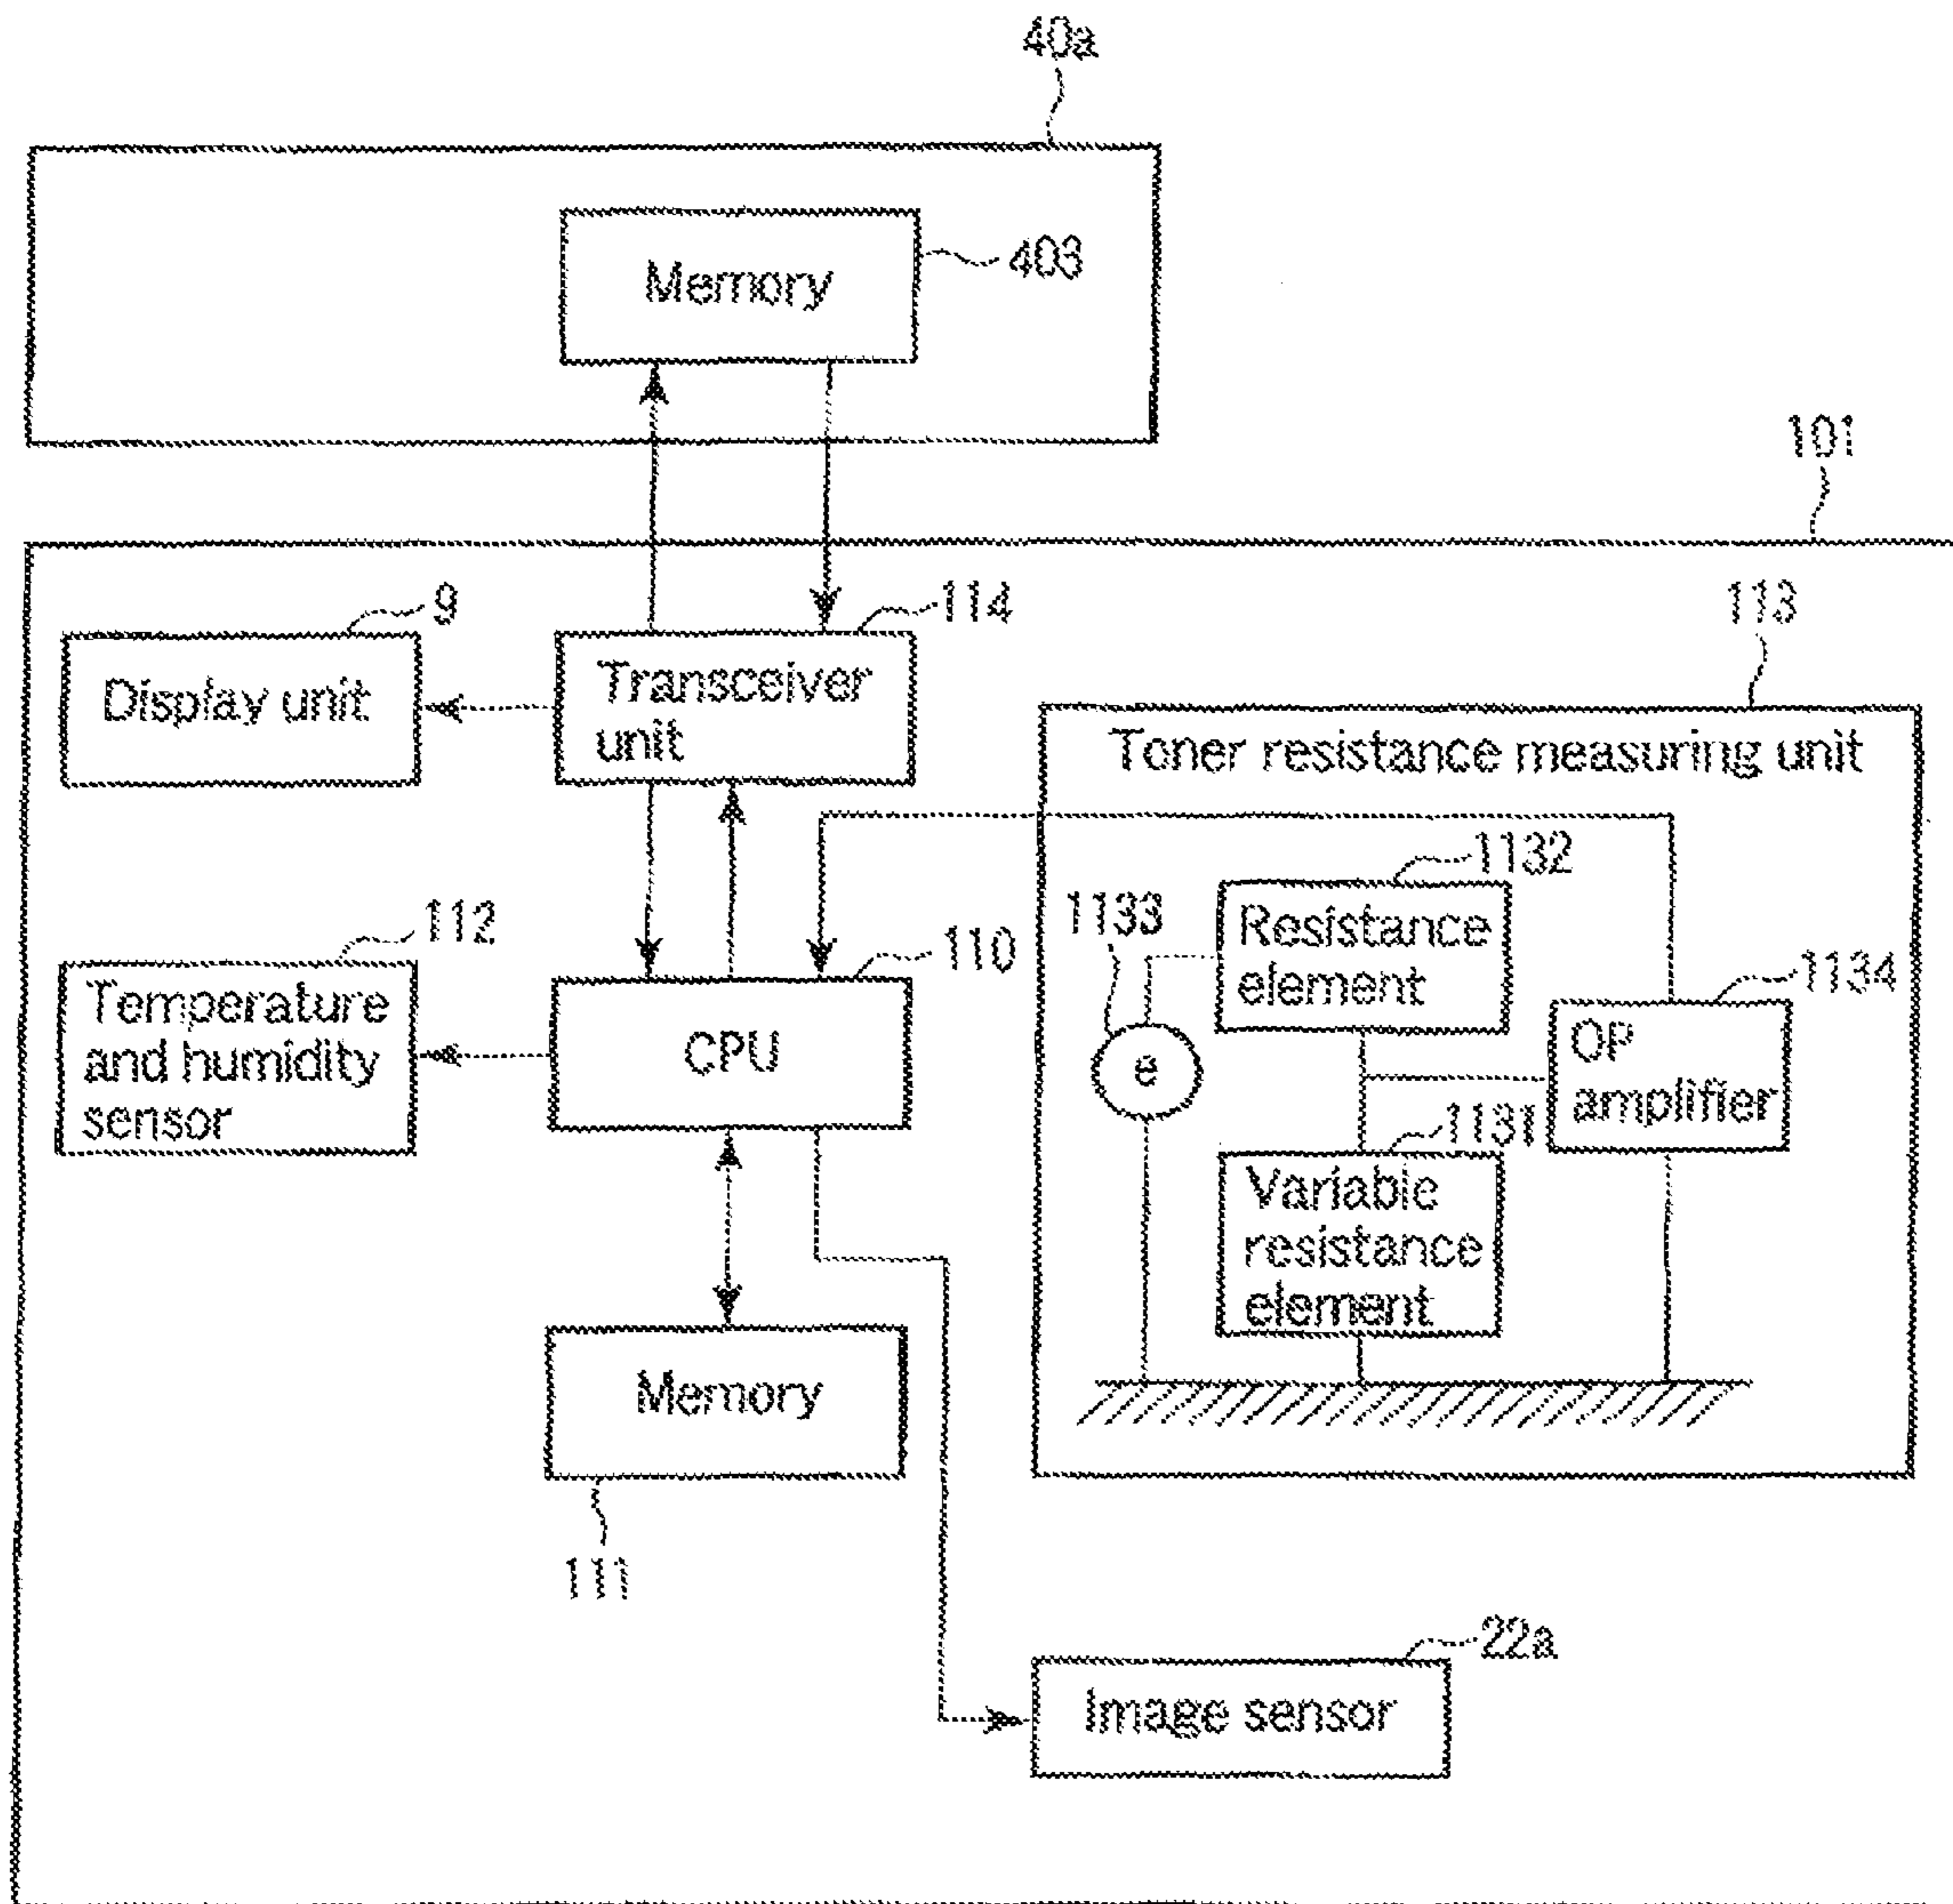 40a
Memory
403
101
9
114
113
Display unit
Transceiver
unit
Toner resistance measuring unit
1132
1133
Resistance
element
112
110
1134
Temperature
and humidity
sensor
CPU
e
OP
amplifier
1131
Variable
resistance
element
Memory
111
22a
Image sensor